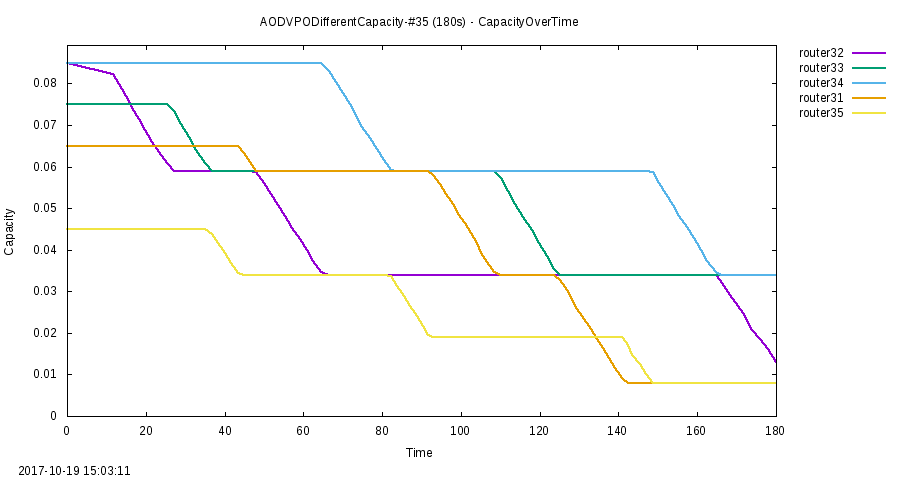 AODVPODifferentCapacity-#35 (180s) - CapacityOverTime
router32
router33
router34
router31
router35
0.08
0.07
0.06
0.05
0.04
0.03
0.02
0.01
0
Capacity
0 20 40 60 80 100 120 140 160 180
Time
2017-10-19 15:03:11